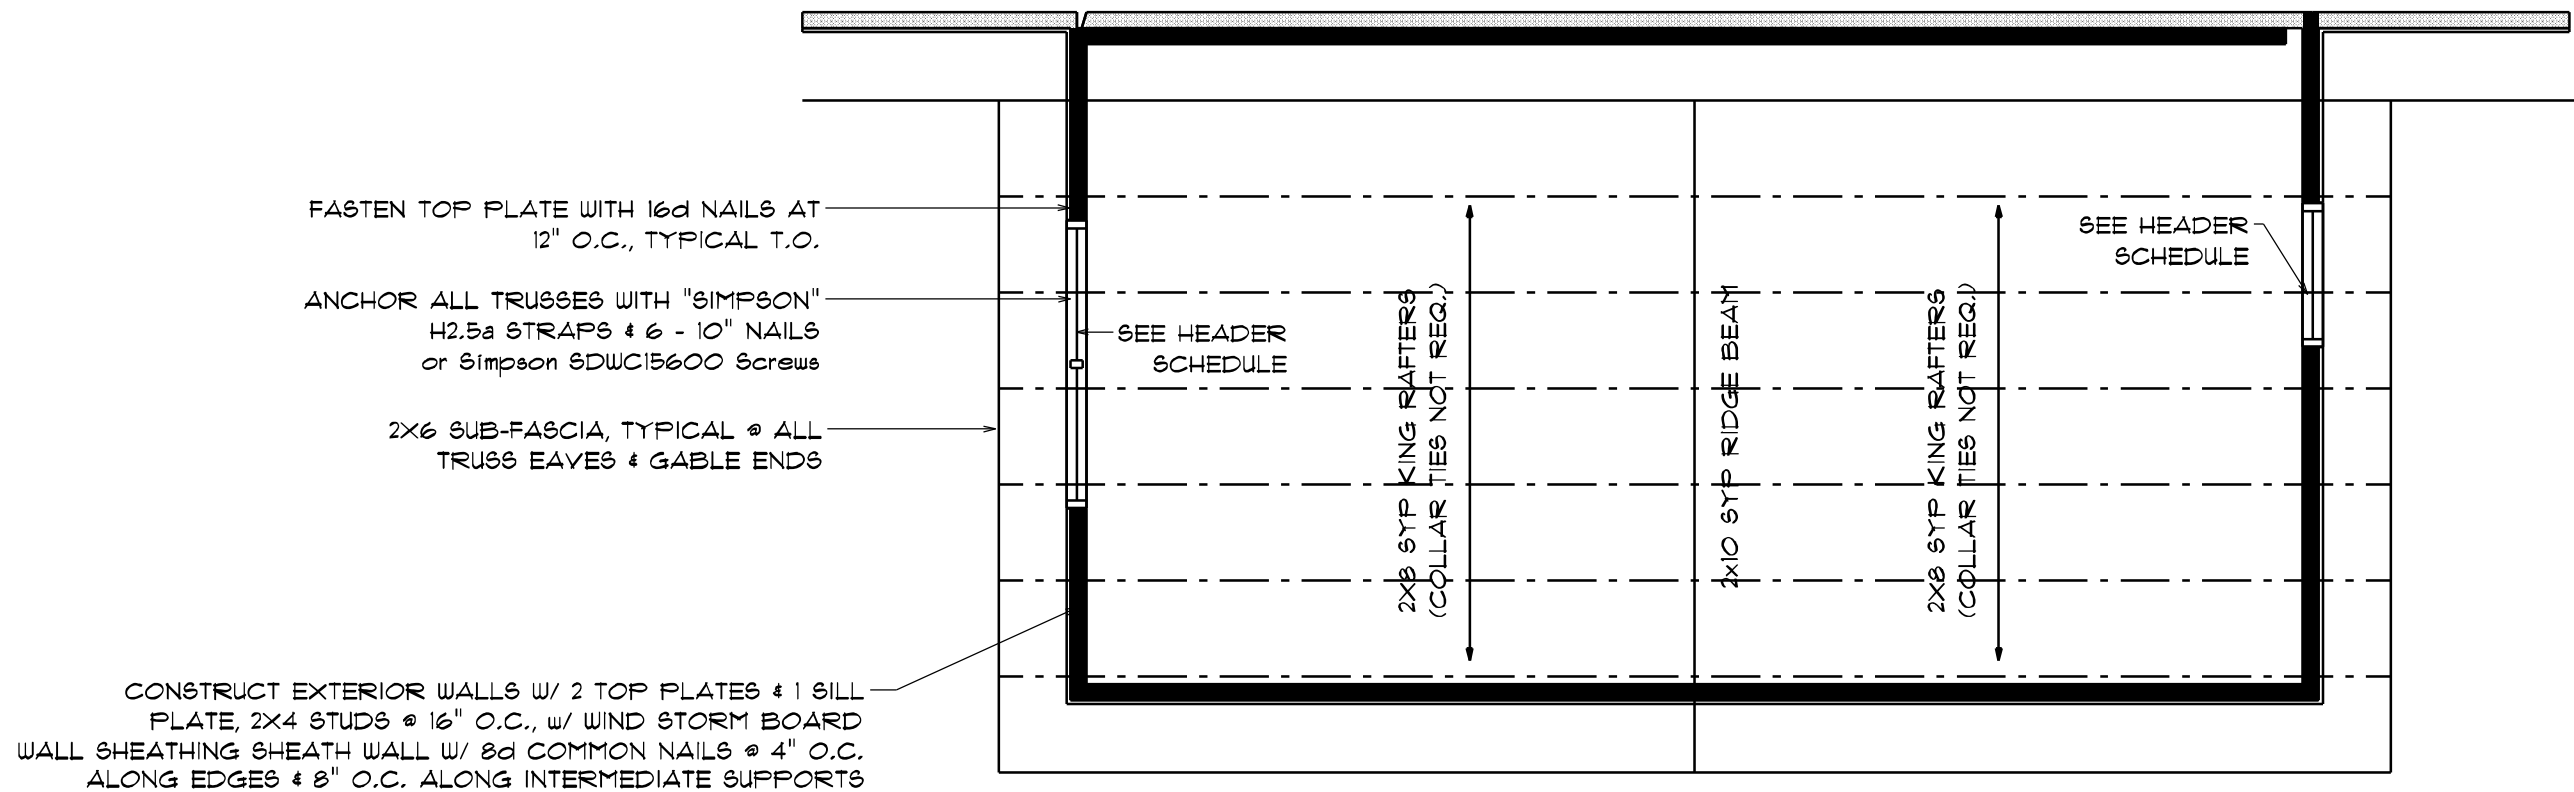 FASTEN TOP PLATE WITH 16d NAILS AT
12" O.C., TYPICAL T.O.
ANCHOR ALL TRUSSES WITH "SIMPSON"
H2.5a STRAPS & 6 - 10" NAILS
or Simpson SDWC15600 Screws
2X6 SUB-FASCIA, TYPICAL @ ALL
TRUSS EAVES & GABLE ENDS
CONSTRUCT EXTERIOR WALLS W/ 2 TOP PLATES & 1 SILL
PLATE, 2X4 STUDS @ 16" O.C., w/ WIND STORM BOARD
WALL SHEATHING SHEATH WALL W/ 8d COMMON NAILS @ 4" O.C.
ALONG EDGES & 8" O.C. ALONG INTERMEDIATE SUPPORTS
SEE HEADER
SCHEDULE
2X8 SYP KING RAFTERS
(COLLAR TIES NOT REQ.)
2x10 SYP RIDGE BEAM
2X8 SYP KING RAFTERS
(COLLAR TIES NOT REQ.)
SEE HEADER
SCHEDULE